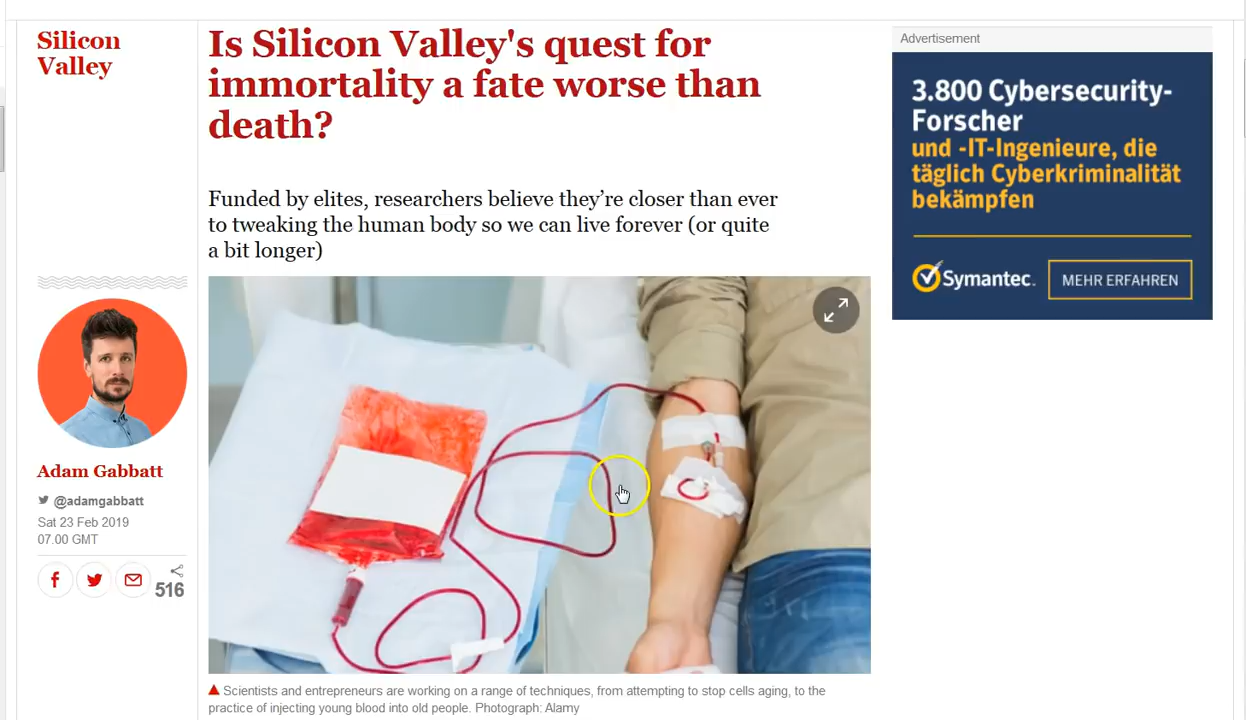 Silicon
Valley
Is Silicon Valley's quest for
immortality a fate worse than
death?
Funded by elites, researchers believe they’re closer than ever
to tweaking the human body so we can live forever (or quite
a bit longer)
Adam Gabbatt
@adamgabbatt
Sat 23 Feb 2019
07.00 GMT
516
Scientists and entrepreneurs are working on a range of techniques, from attempting to stop cells aging, to the
practice of injecting young blood into old people. Photograph: Alamy
Advertisement
3.800 Cybersecurity-
Forscher
und -IT-Ingenieure, die
täglich Cyberkriminalität
bekämpfen
Symantec.
MEHR ERFAHREN